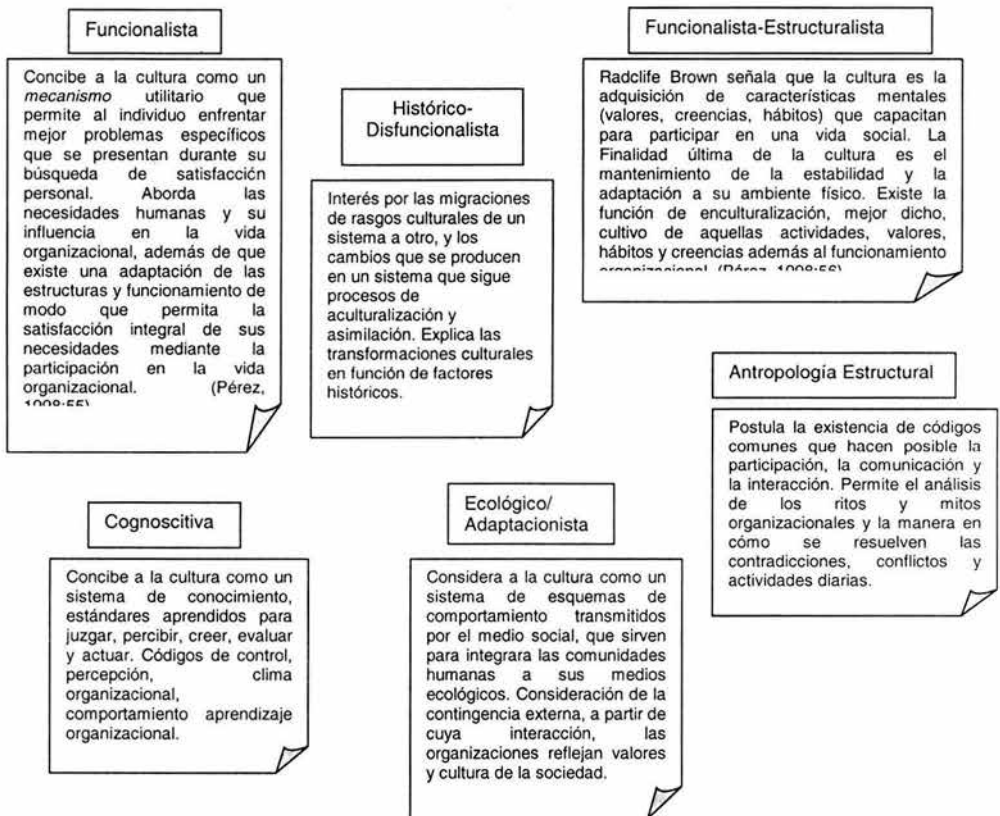 Funcionalista
Concibe a la cultura como un
mecanismo utilitario que
permite al individuo enfrentar
mejor problemas específicos
que se presentan durante su
búsqueda de satisfacción
personal. Aborda las
necesidades humanas y su
influencia en la vida
organizacional, además de que
existe una adaptación de las
estructuras y funcionamiento de
modo que permita la
satisfacción integral de sus
necesidades mediante la
participación en la vida
organizacional. (Pérez,
1998:55)
Histórico-
Disfuncionalista
Interés por las migraciones
de rasgos culturales de un
sistema a otro, y los
cambios que se producen
en un sistema que sigue
procesos de
aculturalización y
asimilación. Explica las
transformaciones culturales
en función de factores
históricos.
Funcionalista-Estructuralista
Radclife Brown señala que la cultura es la
adquisición de características mentales
(valores, creencias, hábitos) que capacitan
para participar en una vida social. La
Finalidad última de la cultura es el
mantenimiento de la estabilidad y la
adaptación a su ambiente físico. Existe la
función de enculturalización, mejor dicho,
cultivo de aquellas actividades, valores,
hábitos y creencias además al funcionamiento
organizacional. (Pérez, 1998:56)
Antropología Estructural
Postula la existencia de códigos
comunes que hacen posible la
participación, la comunicación y
la interacción. Permite el análisis
de los ritos y mitos
organizacionales y la manera en
cómo se resuelven las
contradicciones, conflictos y
actividades diarias.
Cognoscitiva
Concibe a la cultura como un
sistema de conocimiento,
estándares aprendidos para
juzgar, percibir, creer, evaluar
y actuar. Códigos de control,
percepción, clima
organizacional,
comportamiento aprendizaje
organizacional.
Ecológico/
Adaptacionista
Considera a la cultura como un
sistema de esquemas de
comportamiento transmitidos
por el medio social, que sirven
para integrara las comunidades
humanas a sus medios
ecológicos. Consideración de la
contingencia externa, a partir de
cuya interacción, las
organizaciones reflejan valores
y cultura de la sociedad.